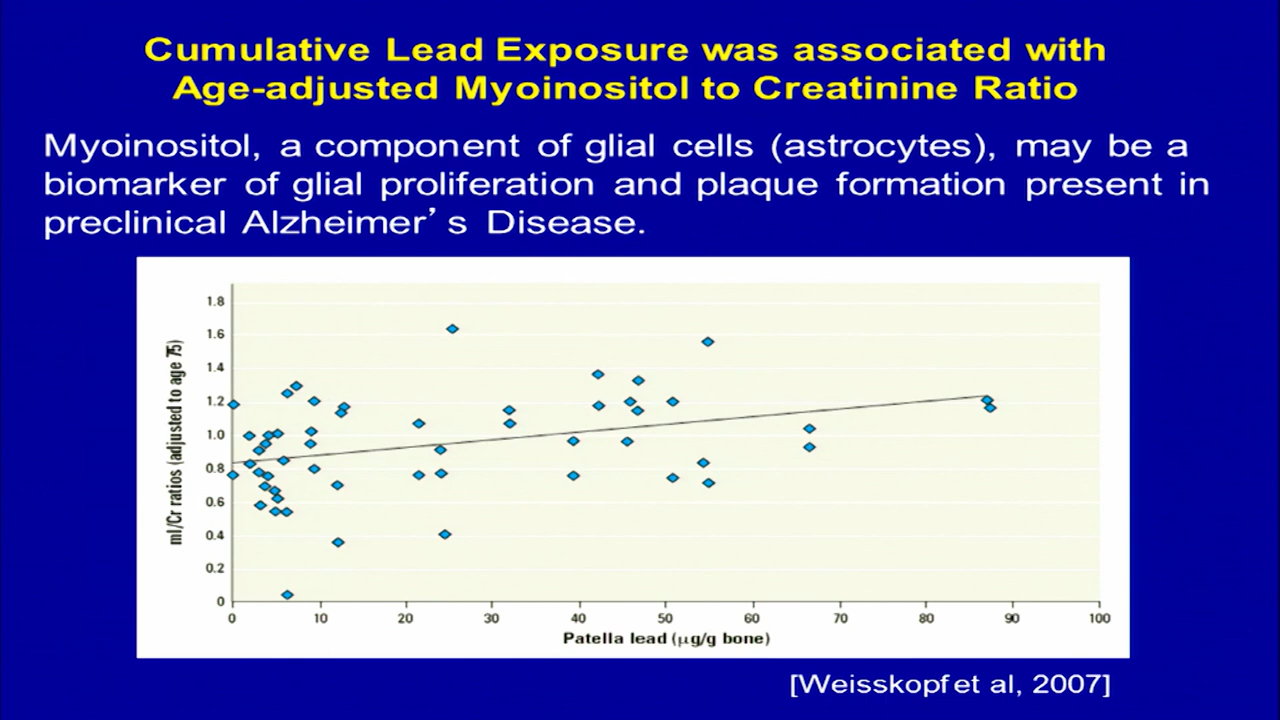 Cumulative Lead Exposure was associated with
Age-adjusted Myoinositol to Creatinine Ratio
Myoinositol, a component of glial cells (astrocytes), may be a
biomarker of glial proliferation and plaque formation present in
preclinical Alzheimer's Disease.
mI/Cr ratios (adjusted to age 75)
1.8
1.6
1.4
1.2
1.0
0.8
0.6
0.4
0.2
0
0 10 20 30 40 50 60 70 80 90 100
Patella lead (μg/g bone)
[Weisskopf et al, 2007]